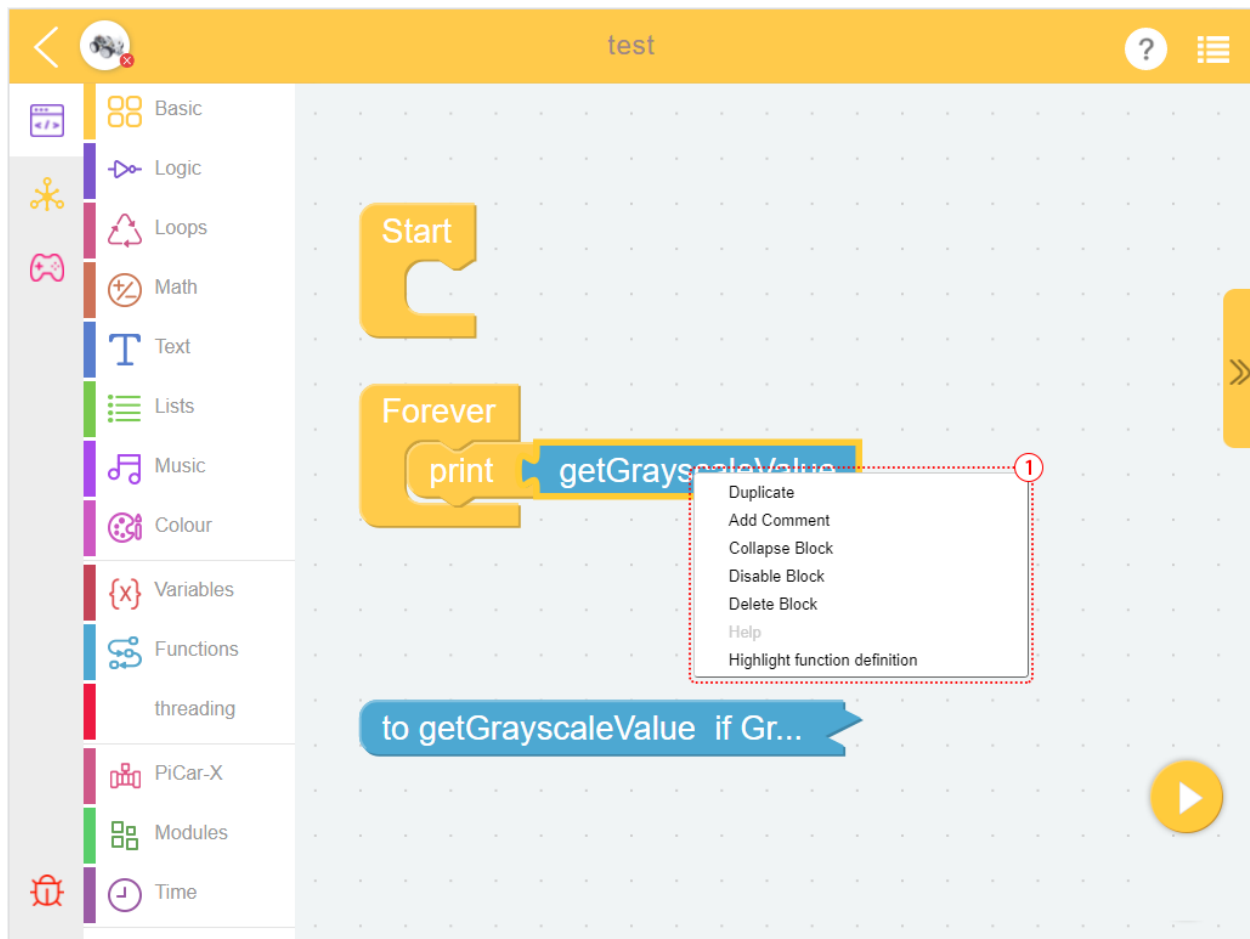 test
?
Basic
Logic
Loops
Math
Text
Lists
Music
Colour
Variables
Functions
threading
PiCar-X
Modules
Time
Start
Forever
print getGrayscaleValue
1
Duplicate
Add Comment
Collapse Block
Disable Block
Delete Block
Help
Highlight function definition
to getGrayscaleValue if Gr...